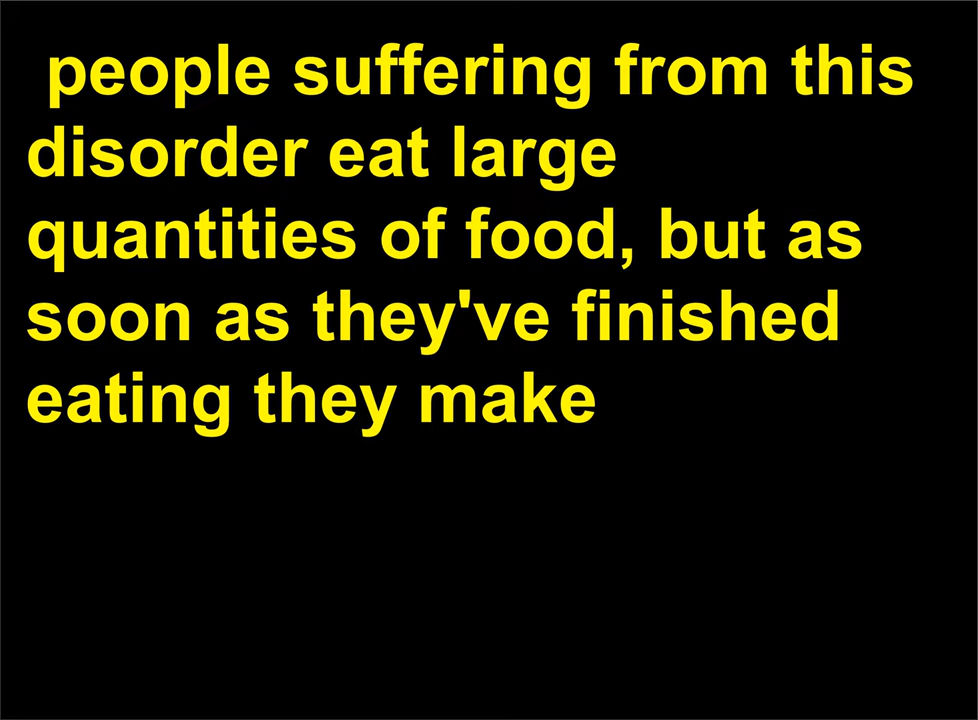 people suffering from this
disorder eat large
quantities of food, but as
soon as they've finished
eating they make